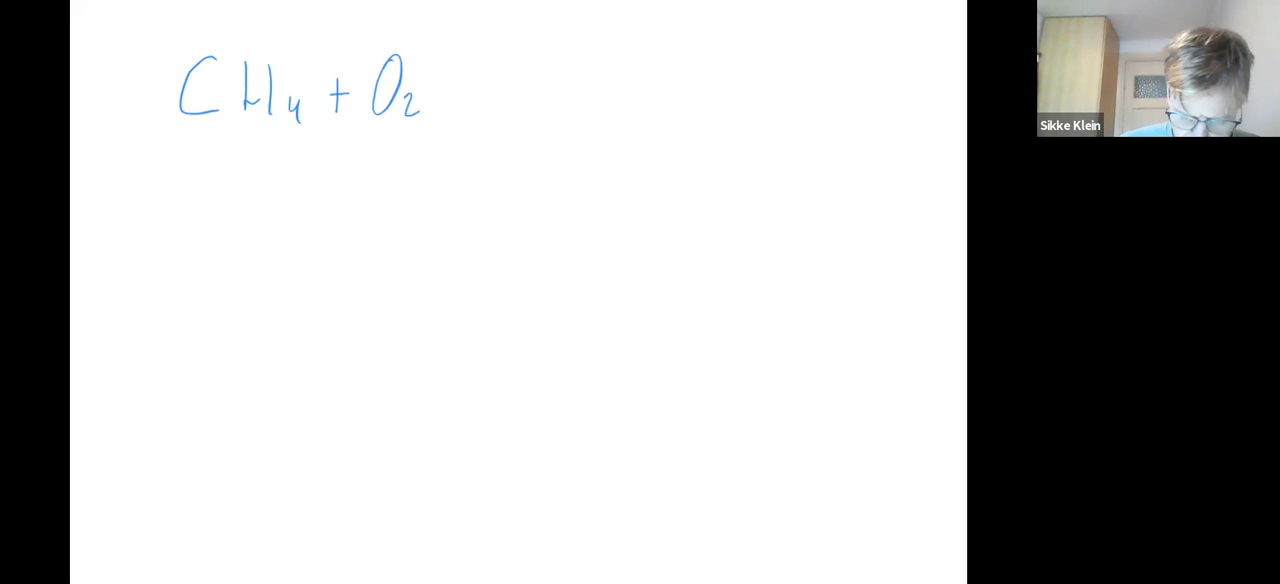 CH₄ + O₂
Sikke Klein